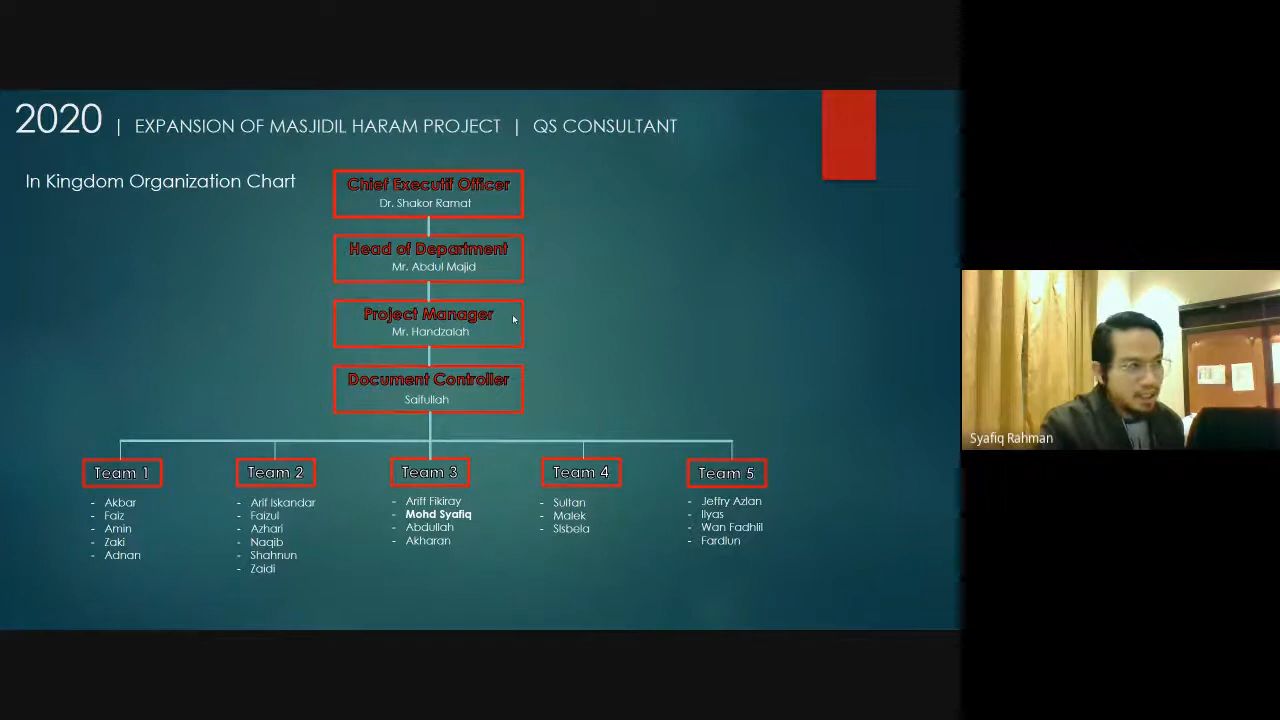 2020 | EXPANSION OF MASJIDIL HARAM PROJECT | QS CONSULTANT
In Kingdom Organization Chart
Chief Executif Officer
Dr. Shakor Ramat
Head of Department
Mr. Abdul Majid
Project Manager
Mr. Handzalah
Document Controller
Saifullah
Team 1
- Akbar
- Faiz
- Amin
- Zaki
- Adnan
Team 2
- Arif Iskandar
- Faizul
- Azhari
- Naqib
- Shahnun
- Zaidi
Team 3
- Ariff Fikiray
- Mohd Syafiq
- Abdullah
- Akharan
Team 4
- Sultan
- Malek
- Sisbela
Team 5
- Jeffry Azlan
- Ilyas
- Wan Fadhlil
- Fardlun
Syafiq Rahman